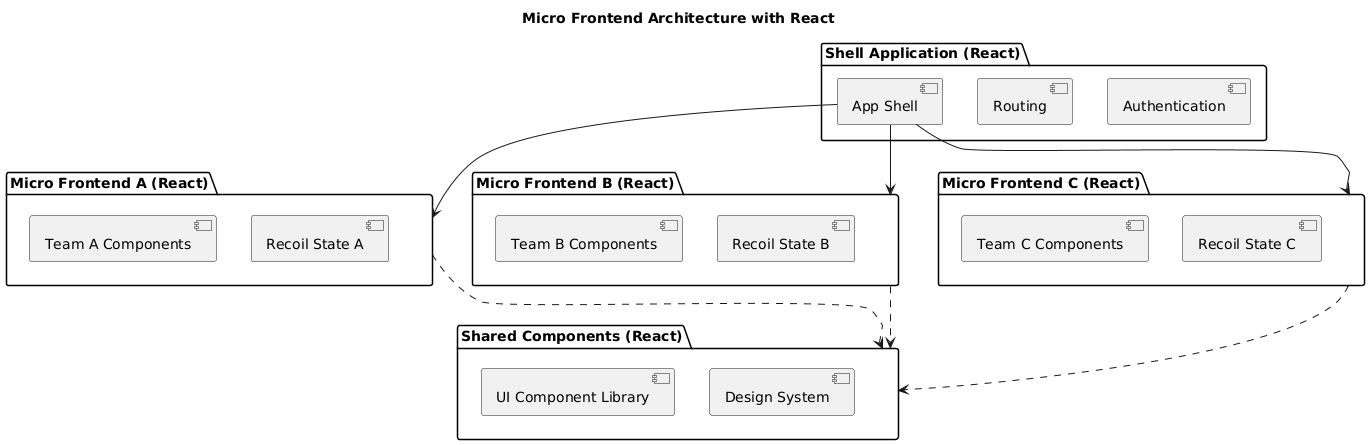 Micro Frontend Architecture with React
Shell Application (React)
App Shell
Routing
Authentication
Micro Frontend A (React)
Team A Components
Recoil State A
Micro Frontend B (React)
Team B Components
Recoil State B
Micro Frontend C (React)
Team C Components
Recoil State C
Shared Components (React)
UI Component Library
Design System